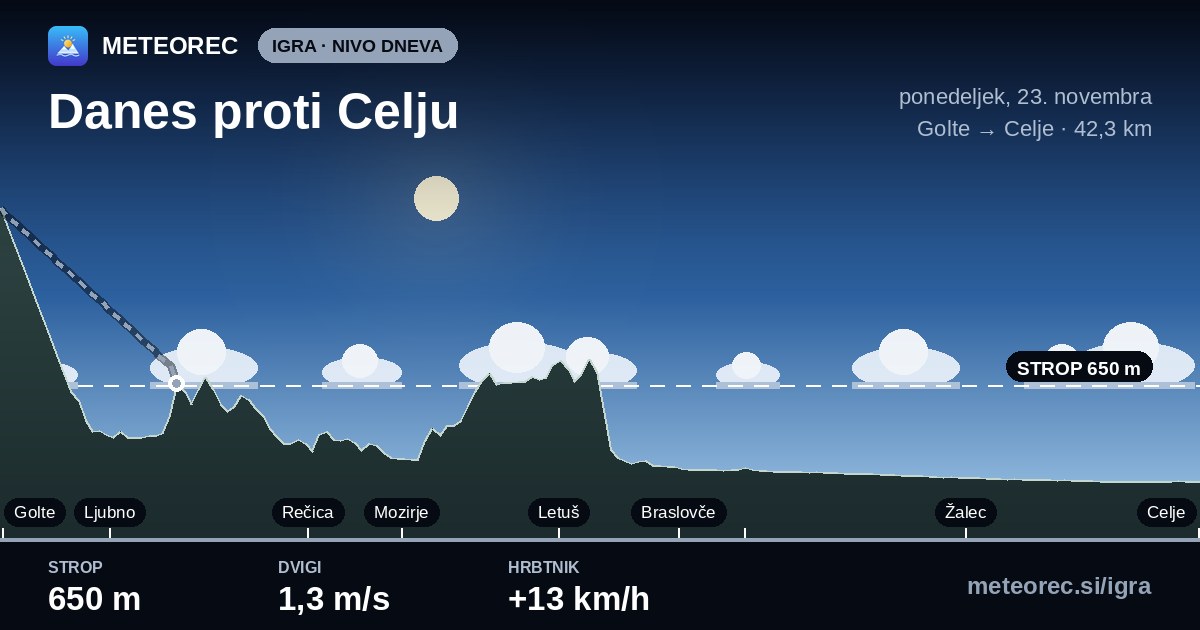 METEOREC
IGRA · NIVO DNEVA
Danes proti Celju
ponedeljek, 23. novembra
Golte → Celje · 42,3 km
STROP 650 m
Golte
Ljubno
Rečica
Mozirje
Letuš
Braslovče
Žalec
Celje
STROP
650 m
DVIGI
1,3 m/s
HRBTNIK
+13 km/h
meteorec.si/igra